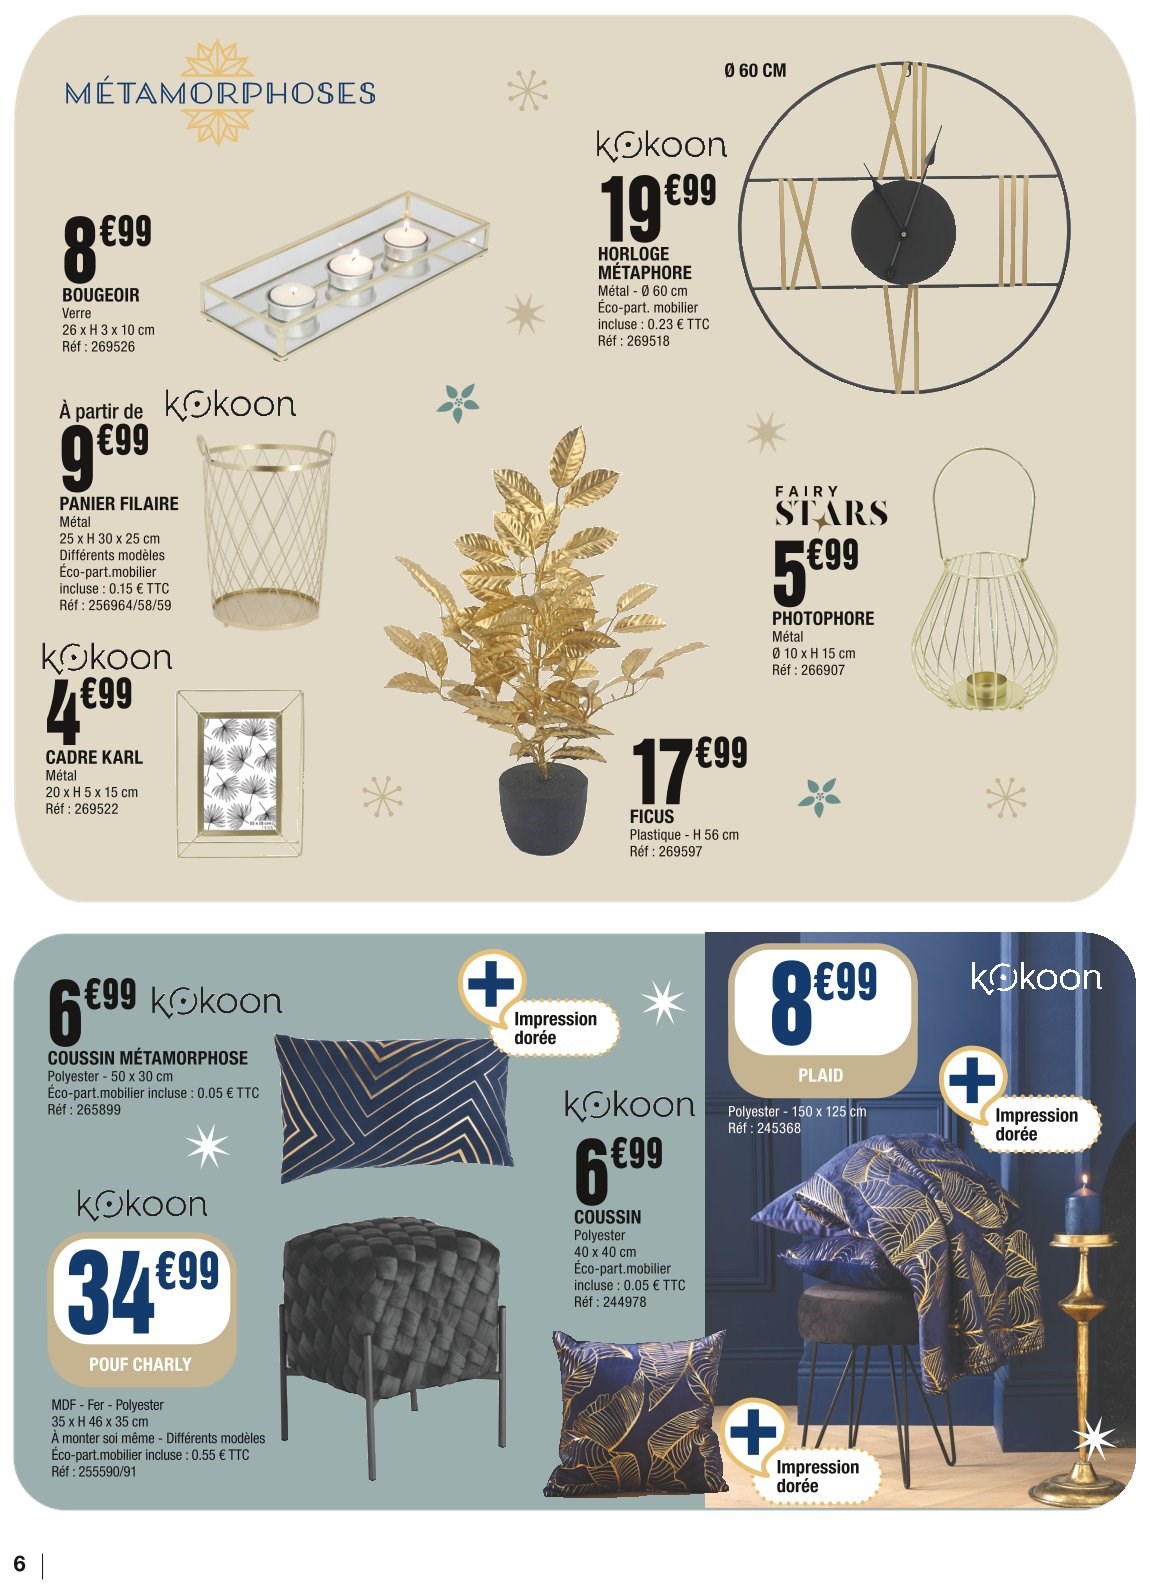 MÉTAMORPHOSES
8€99
BOUGEOIR
Verre
26 x H 3 x 10 cm
Réf : 269526
Ø 60 CM
kokoon
19€99
HORLOGE
MÉTAPHORE
Métal - Ø 60 cm
Éco-part. mobilier
incluse : 0.23 € TTC
Réf : 269518
À partir de
kokoon
9€99
PANIER FILAIRE
Métal
25 x H 30 x 25 cm
Différents modèles
Éco-part.mobilier
incluse : 0.15 € TTC
Réf : 256964/58/59
FAIRY
STARS
5€99
PHOTOPHORE
Métal
Ø 10 x H 15 cm
Réf : 266907
kokoon
4€99
CADRE KARL
Métal
20 x H 5 x 15 cm
Réf : 269522
17€99
FICUS
Plastique - H 56 cm
Réf : 269597
6€99
kokoon
COUSSIN MÉTAMORPHOSE
Polyester - 50 x 30 cm
Éco-part.mobilier incluse : 0.05 € TTC
Réf : 265899
+
Impression
dorée
kokoon
6€99
COUSSIN
Polyester
40 x 40 cm
Éco-part.mobilier
incluse : 0.05 € TTC
Réf : 244978
+
Impression
dorée
8€99
PLAID
kokoon
Polyester - 150 x 125 cm
Réf : 245368
+
Impression
dorée
kokoon
34€99
POUF CHARLY
MDF - Fer - Polyester
35 x H 46 x 35 cm
À monter soi même - Différents modèles
Éco-part.mobilier incluse : 0.55 € TTC
Réf : 255590/91
6